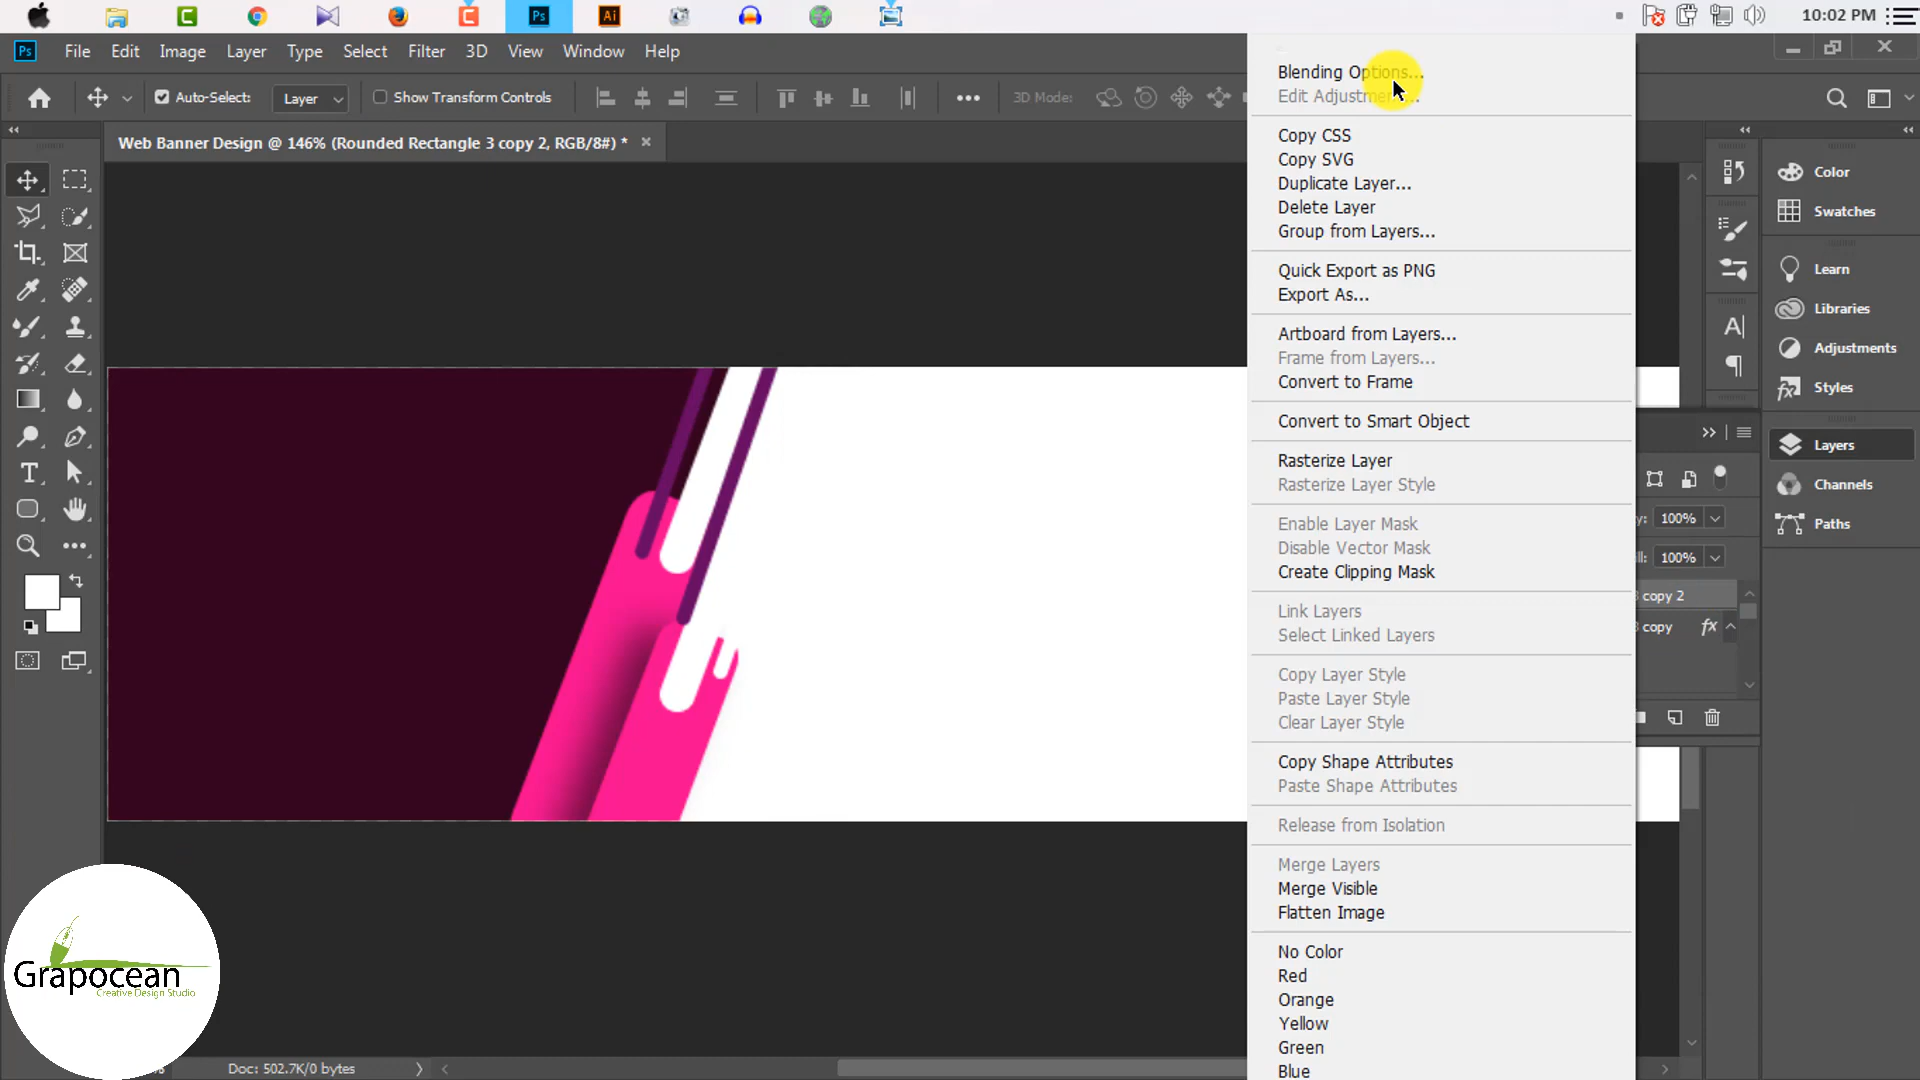 10:02 PM
Ps File Edit Image Layer Type Select Filter 3D View Window Help
Auto-Select: Layer Show Transform Controls 3D Mode:
Web Banner Design @ 146% (Rounded Rectangle 3 copy 2, RGB/8#) *
Blending Options...
Copy CSS
Copy SVG
Duplicate Layer...
Delete Layer
Group from Layers...
Quick Export as PNG
Export As...
Artboard from Layers...
Frame from Layers...
Convert to Frame
Convert to Smart Object
Rasterize Layer
Rasterize Layer Style
Enable Layer Mask
Disable Vector Mask
Create Clipping Mask
Link Layers
Select Linked Layers
Copy Layer Style
Paste Layer Style
Clear Layer Style
Copy Shape Attributes
Paste Shape Attributes
Release from Isolation
Merge Layers
Merge Visible
Flatten Image
No Color
Red
Orange
Yellow
Green
Blue
Color
Swatches
Learn
Libraries
Adjustments
Styles
Layers
Channels
Paths
100%
100%
copy 2
copy fx
Grapocean
Creative Design Studio
Doc: 502.7K/0 bytes